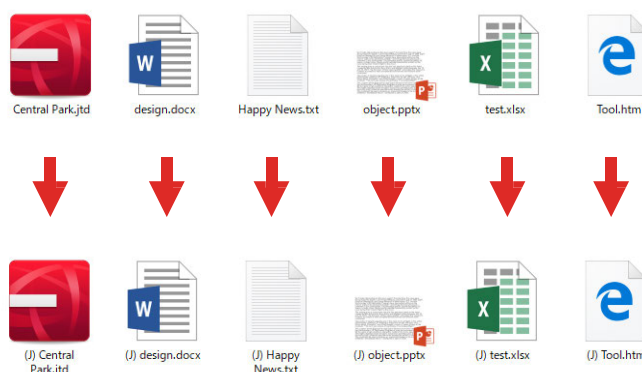 Central Park.jtd
design.docx
Happy News.txt
object.pptx
test.xlsx
Tool.htm
(J) Central
Park.jtd
(J) design.docx
(J) Happy
News.txt
(J) object.pptx
(J) test.xlsx
(J) Tool.htm